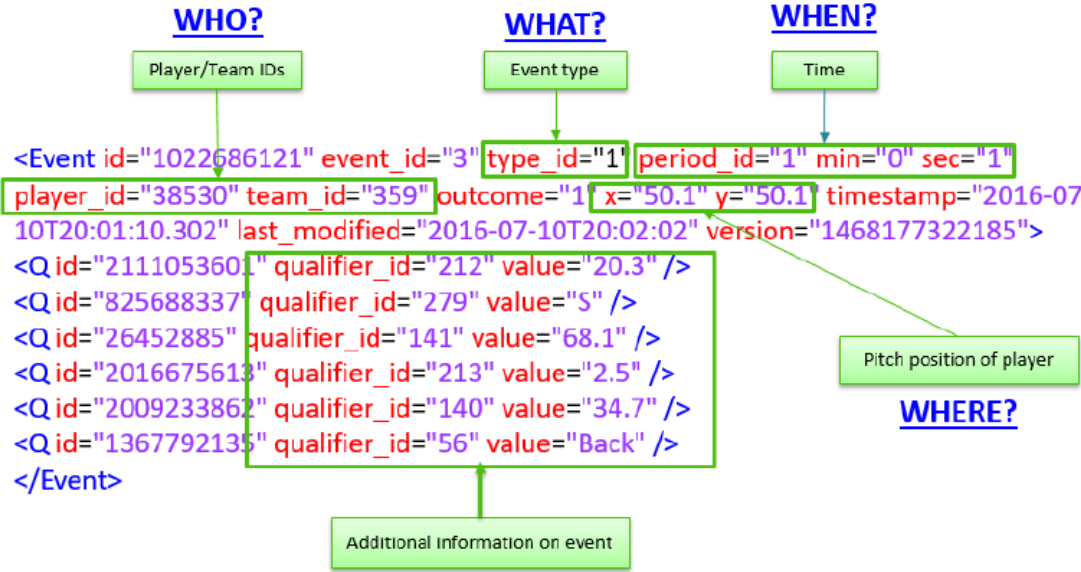 WHO?
WHAT?
WHEN?
Player/Team IDs
Event type
Time
<Event id="1022686121" event_id="3" type_id="1" period_id="1" min="0" sec="1"
player_id="38530" team_id="359" outcome="1" x="50.1" y="50.1" timestamp="2016-07
10T20:01:10.302" last_modified="2016-07-10T20:02:02" version="1468177322185">
<Q id="2111053601" qualifier_id="212" value="20.3" />
<Q id="825688337" qualifier_id="279" value="S" />
<Q id="26452885" qualifier_id="141" value="68.1" />
<Q id="2016675613" qualifier_id="213" value="2.5" />
<Q id="2009233862" qualifier_id="140" value="34.7" />
<Q id="1367792135" qualifier_id="56" value="Back" />
</Event>
Pitch position of player
WHERE?
Additional information on event